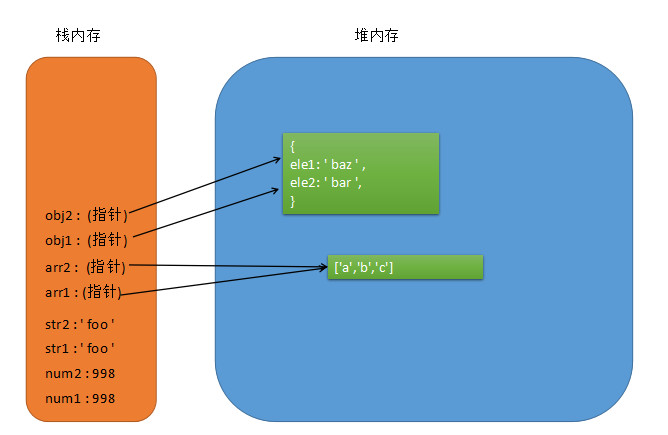 栈内存
堆内存
obj2: (指针)
obj1: (指针)
arr2: (指针)
arr1: (指针)
str2:'foo'
str1:'foo'
num2:998
num1:998
{
ele1:'baz',
ele2:'bar',
}
['a','b','c']